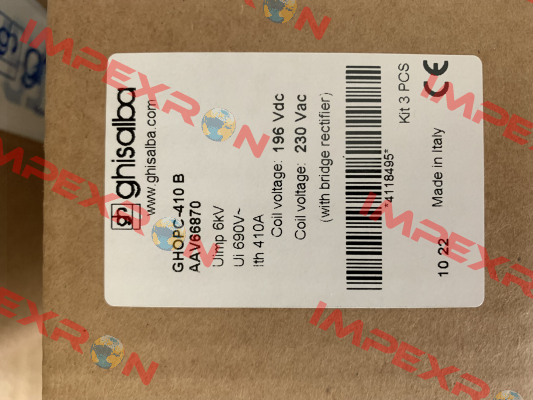 ghisalba
www.ghisalba.com
GHOPC-410 B
AAV66870
Uimp 6kV
Ui 690V~
Ith 410A
Coil voltage: 196 Vdc
Coil voltage: 230 Vac
(with bridge rectifier)
*4118495*
Kit 3 PCS
10 22
Made in Italy
CE
IMPEXRON
IMPEXRON
IMPEXRON
IMPEXRON
IMPEXRON